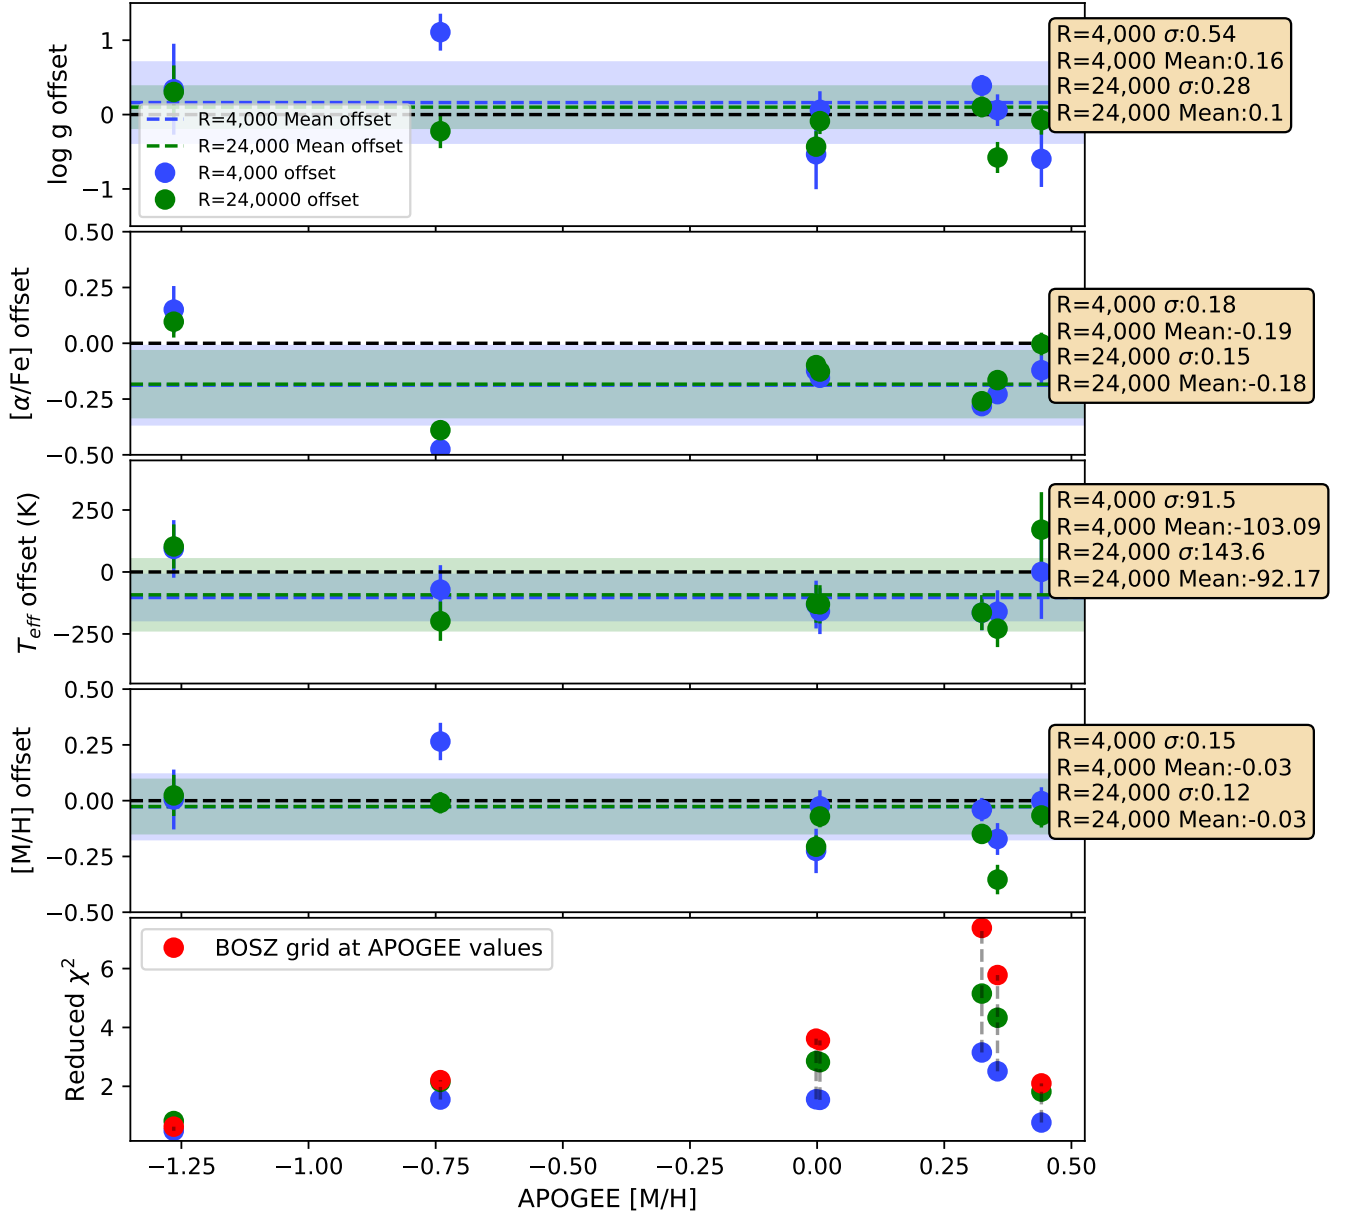 log g offset
1
0
−1
R=4,000 Mean offset
R=24,000 Mean offset
R=4,000 offset
R=24,0000 offset
R=4,000 σ:0.54
R=4,000 Mean:0.16
R=24,000 σ:0.28
R=24,000 Mean:0.1
[α/Fe] offset
0.50
0.25
0.00
−0.25
−0.50
R=4,000 σ:0.18
R=4,000 Mean:-0.19
R=24,000 σ:0.15
R=24,000 Mean:-0.18
Teff offset (K)
250
0
−250
R=4,000 σ:91.5
R=4,000 Mean:-103.09
R=24,000 σ:143.6
R=24,000 Mean:-92.17
[M/H] offset
0.50
0.25
0.00
−0.25
−0.50
R=4,000 σ:0.15
R=4,000 Mean:-0.03
R=24,000 σ:0.12
R=24,000 Mean:-0.03
Reduced χ²
6
4
2
BOSZ grid at APOGEE values
−1.25 −1.00 −0.75 −0.50 −0.25 0.00 0.25 0.50
APOGEE [M/H]